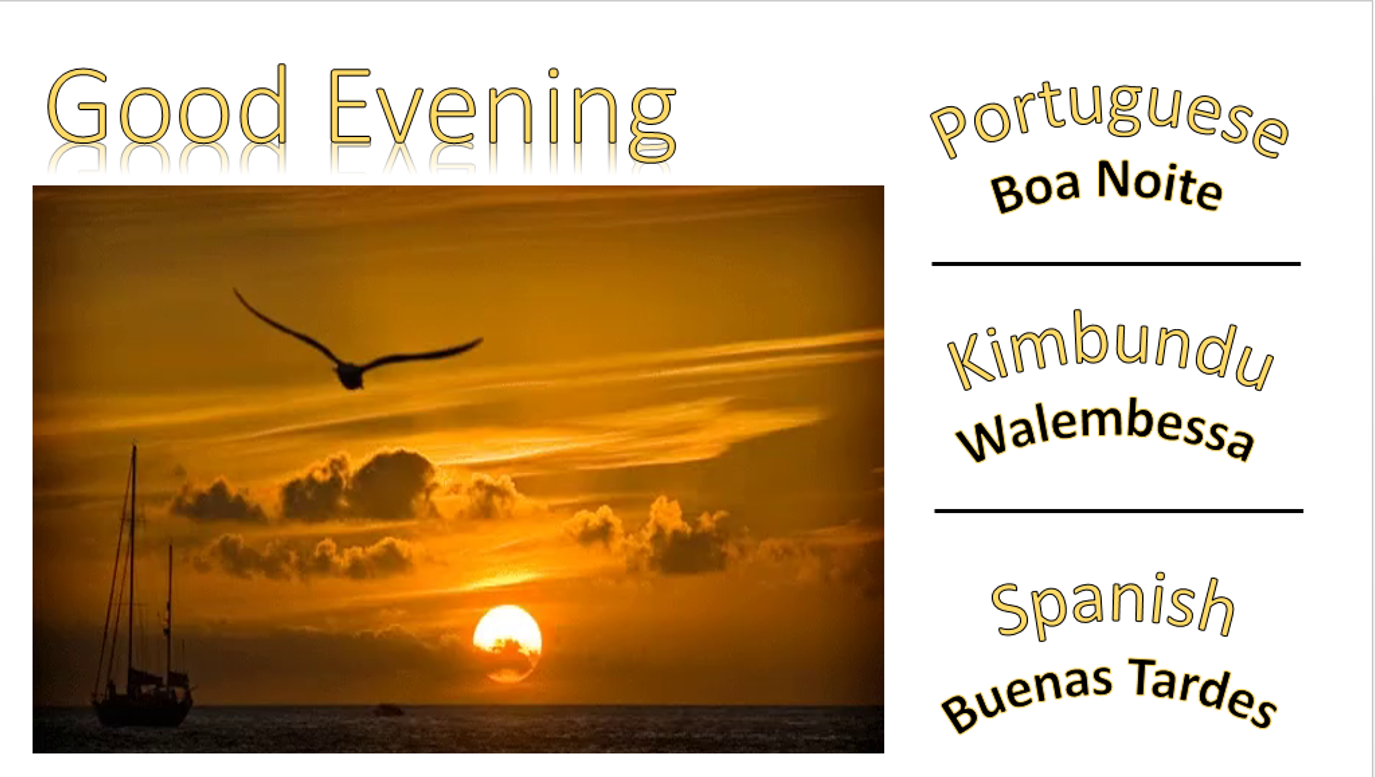 Good Evening
Portuguese
Boa Noite
Kimbundu
Walembessa
Spanish
Buenas Tardes